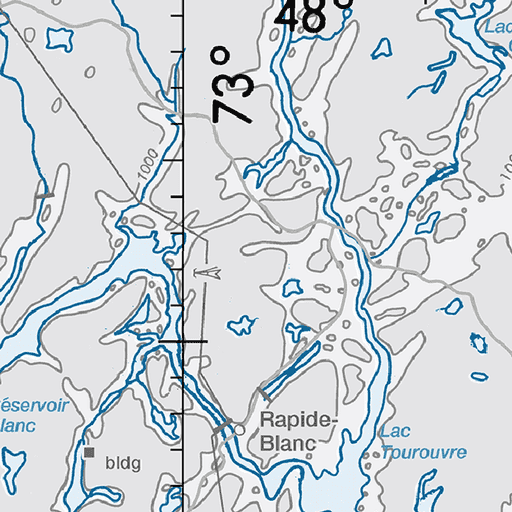 48°
Lac
73°
1000
éservoir
lanc
Rapide-
Blanc
Lac
Tourouvre
bldg